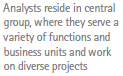 Analysts reside in central
group, where they serve a
variety of functions and
business units and work
on diverse projects